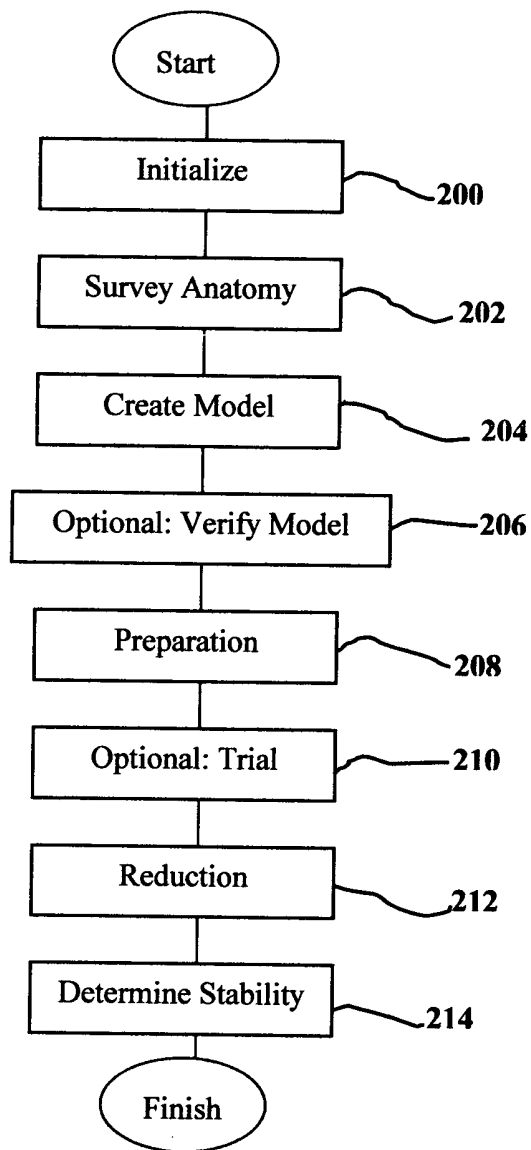 Start
Initialize
200
Survey Anatomy
202
Create Model
204
Optional: Verify Model
206
Preparation
208
Optional: Trial
210
Reduction
212
Determine Stability
214
Finish